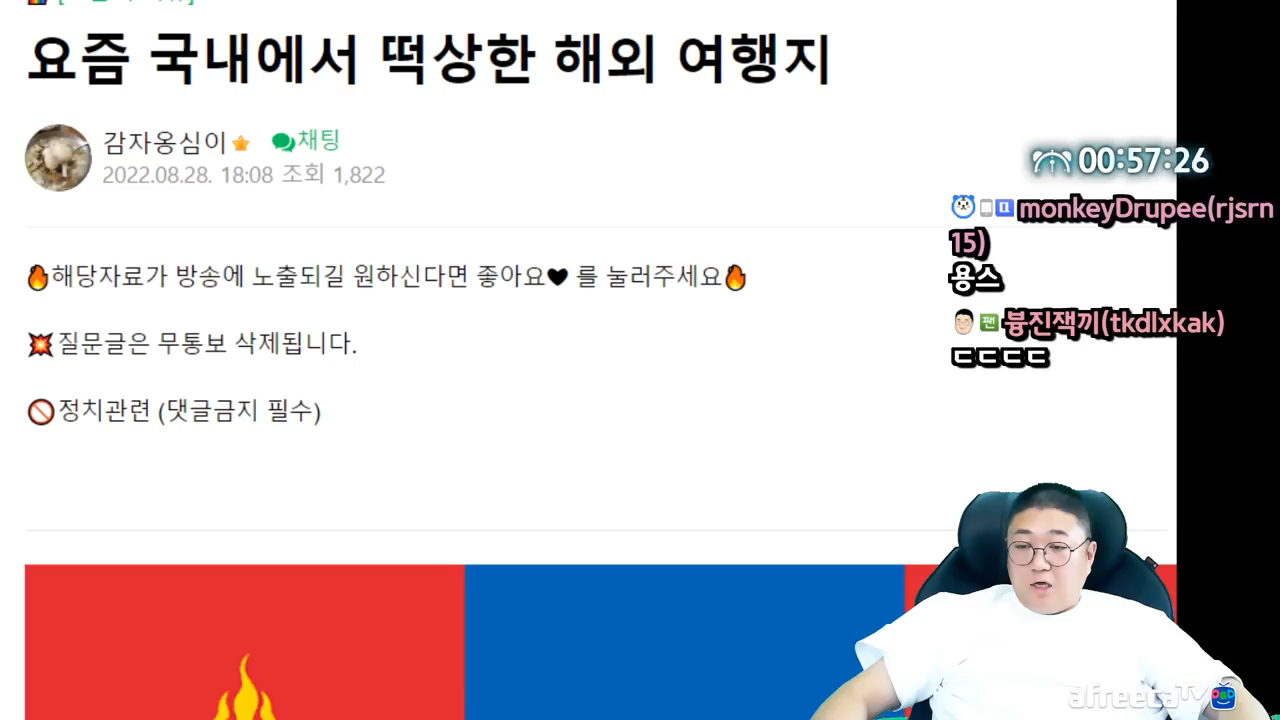 요즘 국내에서 떡상한 해외 여행지
감자옹심이 채팅
2022.08.28. 18:08 조회 1,822
해당자료가 방송에 노출되길 원하신다면 좋아요🖤 를 눌러주세요
질문글은 무통보 삭제됩니다.
정치관련 (댓글금지 필수)
00:57:26
monkeyDrupee(rjsrn
15)
용스
팬 뷸진잭끼(tkdlxkak)
ㄷㄷㄷㄷ
afreecaTV